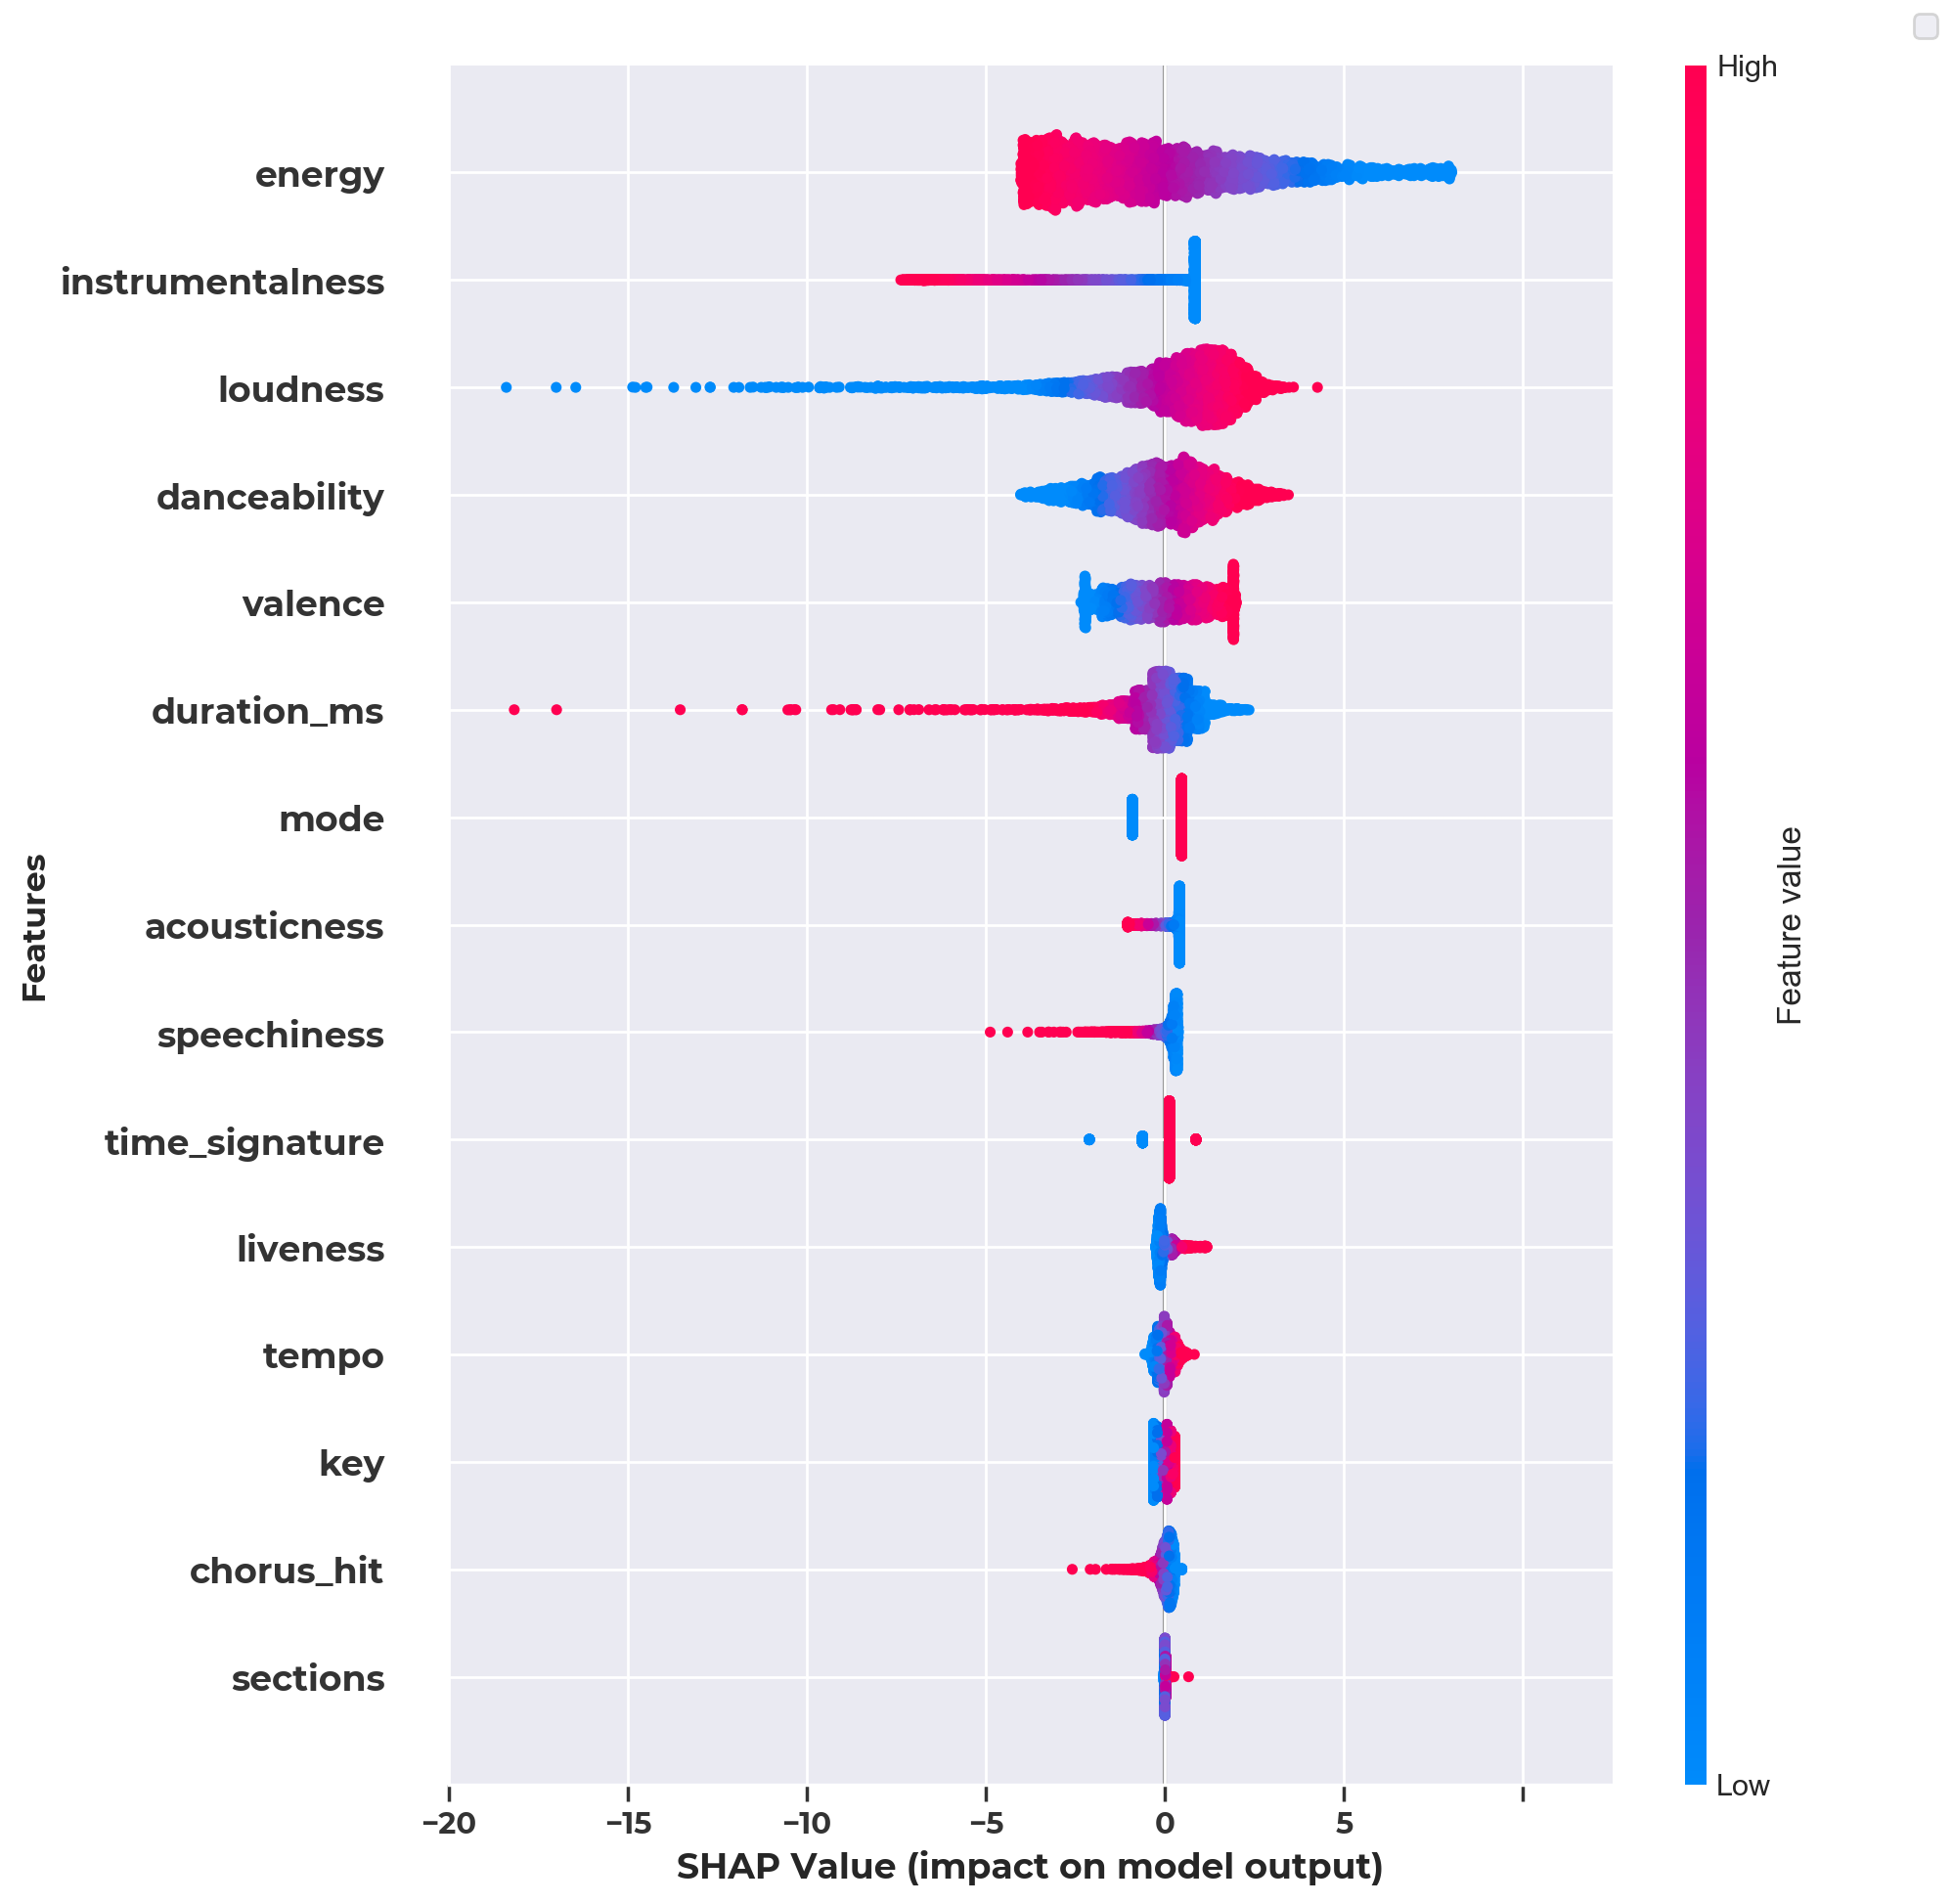 High
energy
instrumentalness
loudness
danceability
valence
duration_ms
mode
acousticness
speechiness
time_signature
liveness
tempo
key
chorus_hit
sections
Features
Feature value
Low
−20 −15 −10 −5 0 5
SHAP Value (impact on model output)